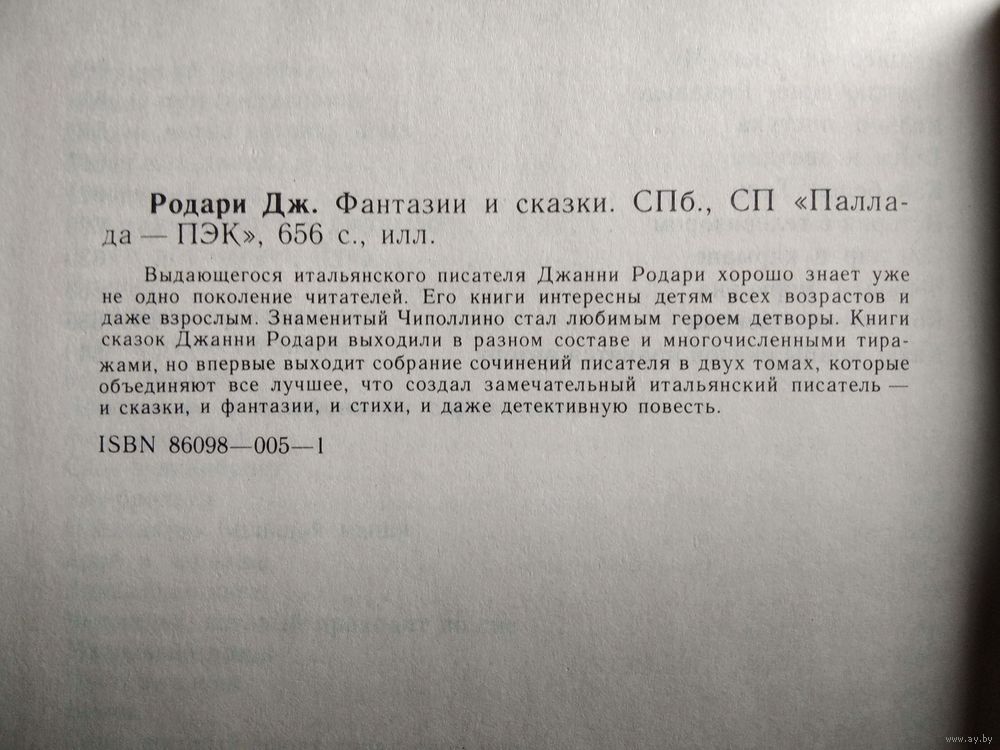 Родари Дж. Фантазии и сказки. СПб., СП «Палла-
да — ПЭК», 656 с., илл.
Выдающегося итальянского писателя Джанни Родари хорошо знает уже
не одно поколение читателей. Его книги интересны детям всех возрастов и
даже взрослым. Знаменитый Чиполлино стал любимым героем детворы. Книги
сказок Джанни Родари выходили в разном составе и многочисленными тира-
жами, но впервые выходит собрание сочинений писателя в двух томах, которые
объединяют все лучшее, что создал замечательный итальянский писатель —
и сказки, и фантазии, и стихи, и даже детективную повесть.
ISBN 86098—005—1
www.ay.by